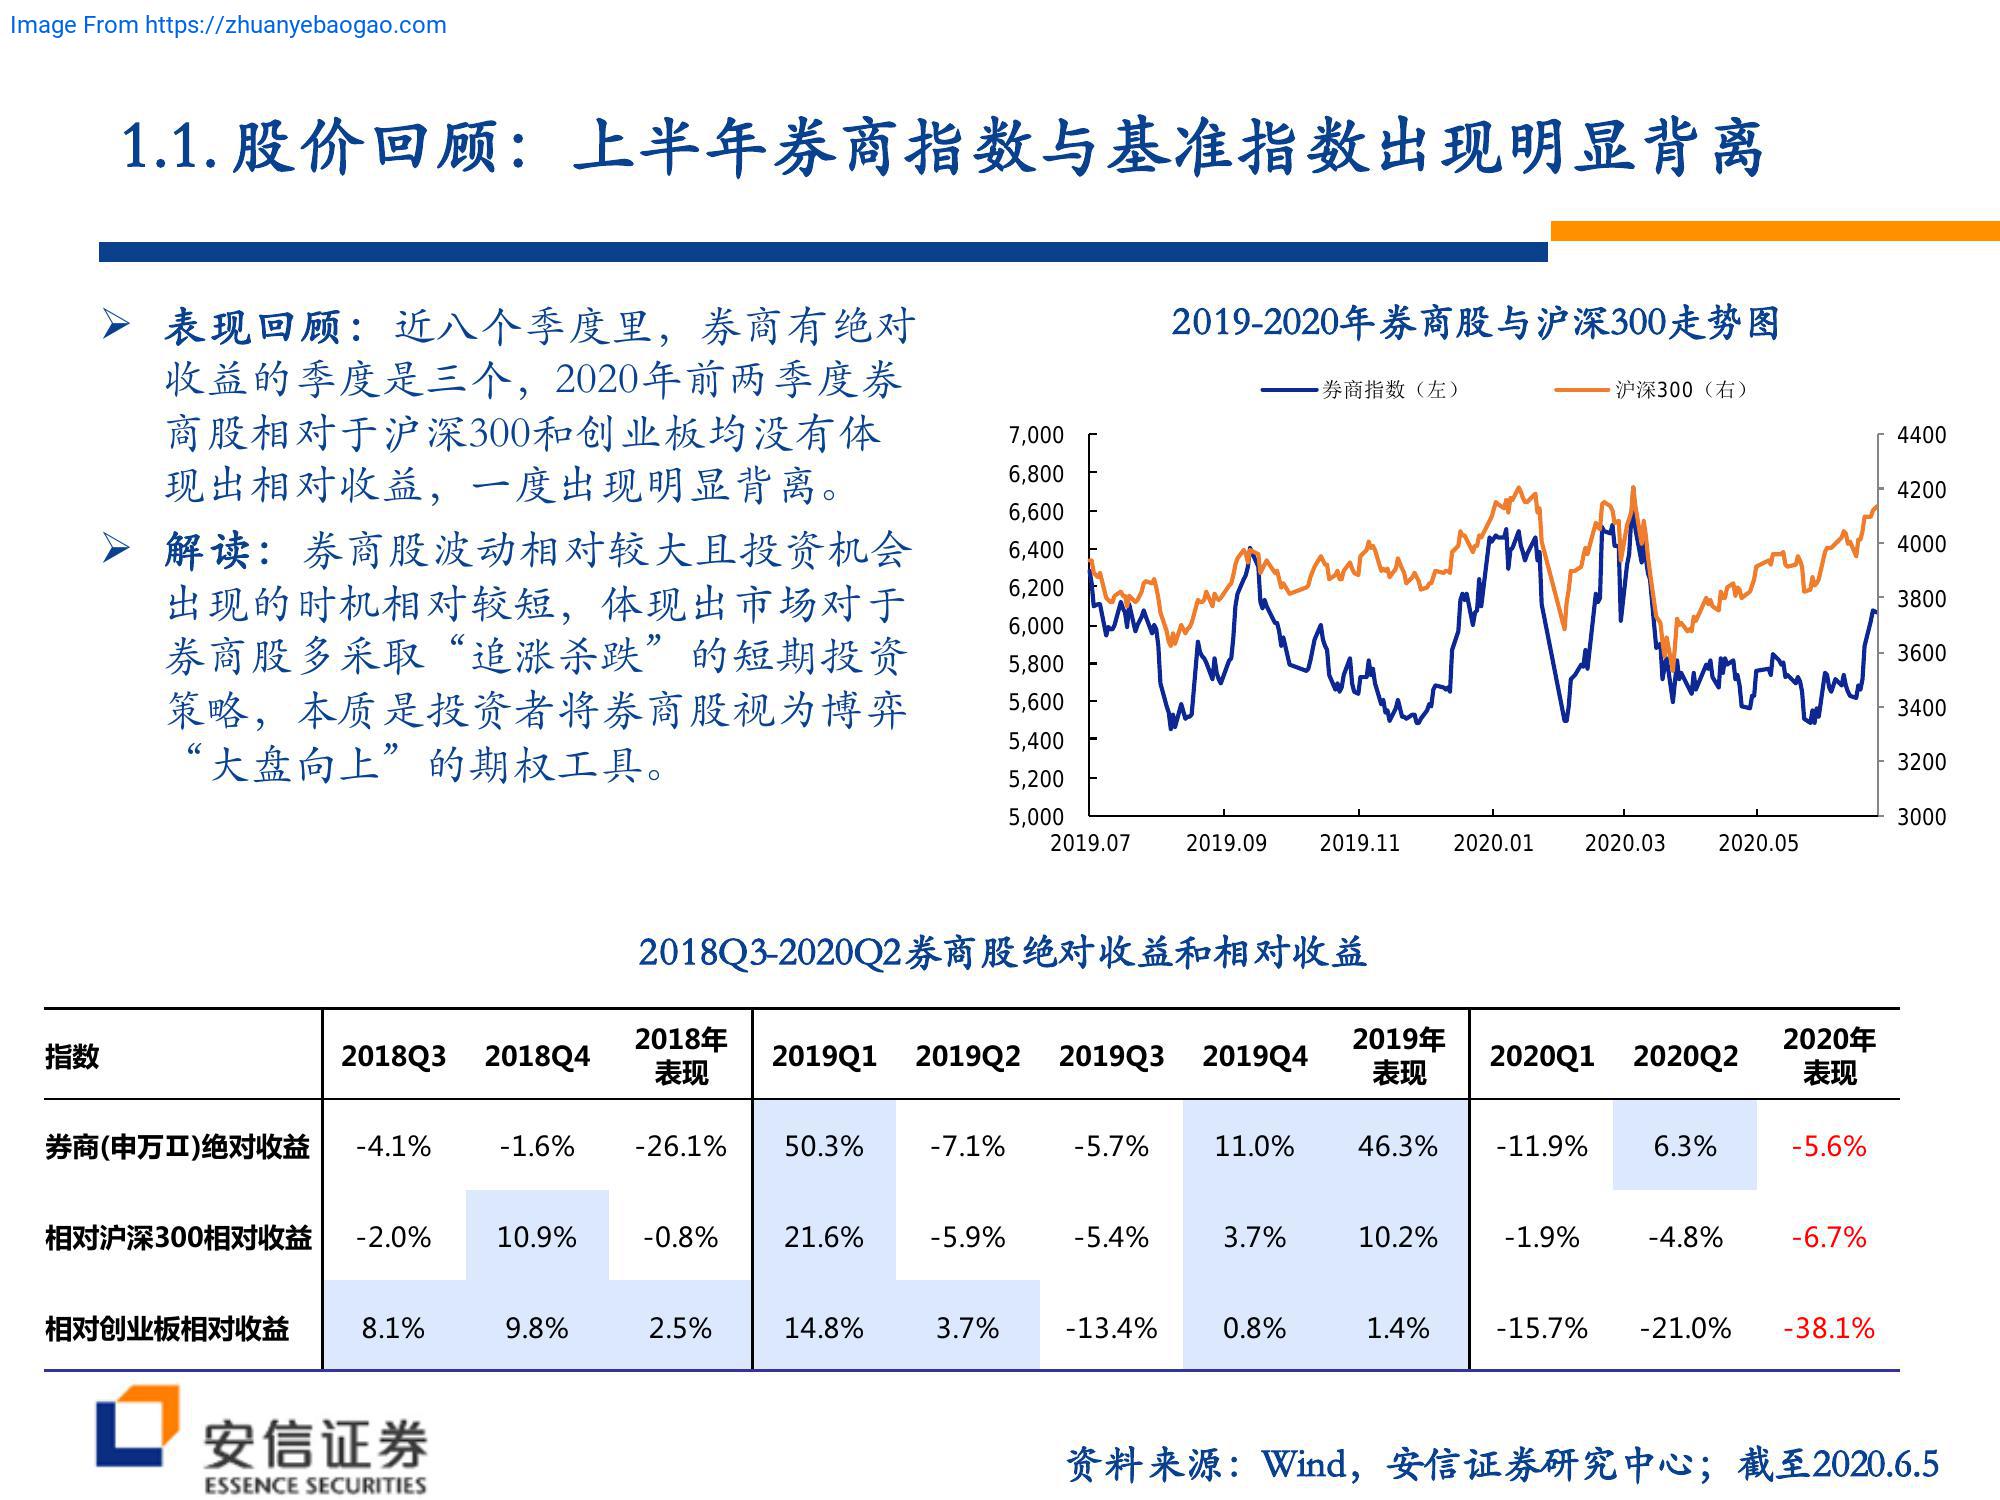 Image From https://zhuanyebaogao.com
1.1.股价回顾：上半年券商指数与基准指数出现明显背离
表现回顾：近八个季度里，券商有绝对
收益的季度是三个，2020年前两季度券
商股相对于沪深300和创业板均没有体
现出相对收益，一度出现明显背离。
解读：券商股波动相对较大且投资机会
出现的时机相对较短，体现出市场对于
券商股多采取“追涨杀跌”的短期投资
策略，本质是投资者将券商股视为博弈
“大盘向上”的期权工具。
2019-2020年券商股与沪深300走势图
券商指数（左） 沪深300（右）
7,000 4400
6,800
6,600 4200
6,400 4000
6,200 3800
6,000
5,800 3600
5,600 3400
5,400
5,200 3200
5,000 3000
2019.07 2019.09 2019.11 2020.01 2020.03 2020.05
2018Q3-2020Q2券商股绝对收益和相对收益
指数 2018Q3 2018Q4 2018年表现 2019Q1 2019Q2 2019Q3 2019Q4 2019年表现 2020Q1 2020Q2 2020年表现
券商(申万Ⅱ)绝对收益 -4.1% -1.6% -26.1% 50.3% -7.1% -5.7% 11.0% 46.3% -11.9% 6.3% -5.6%
相对沪深300相对收益 -2.0% 10.9% -0.8% 21.6% -5.9% -5.4% 3.7% 10.2% -1.9% -4.8% -6.7%
相对创业板相对收益 8.1% 9.8% 2.5% 14.8% 3.7% -13.4% 0.8% 1.4% -15.7% -21.0% -38.1%
安信证券
ESSENCE SECURITIES
资料来源：Wind，安信证券研究中心；截至2020.6.5